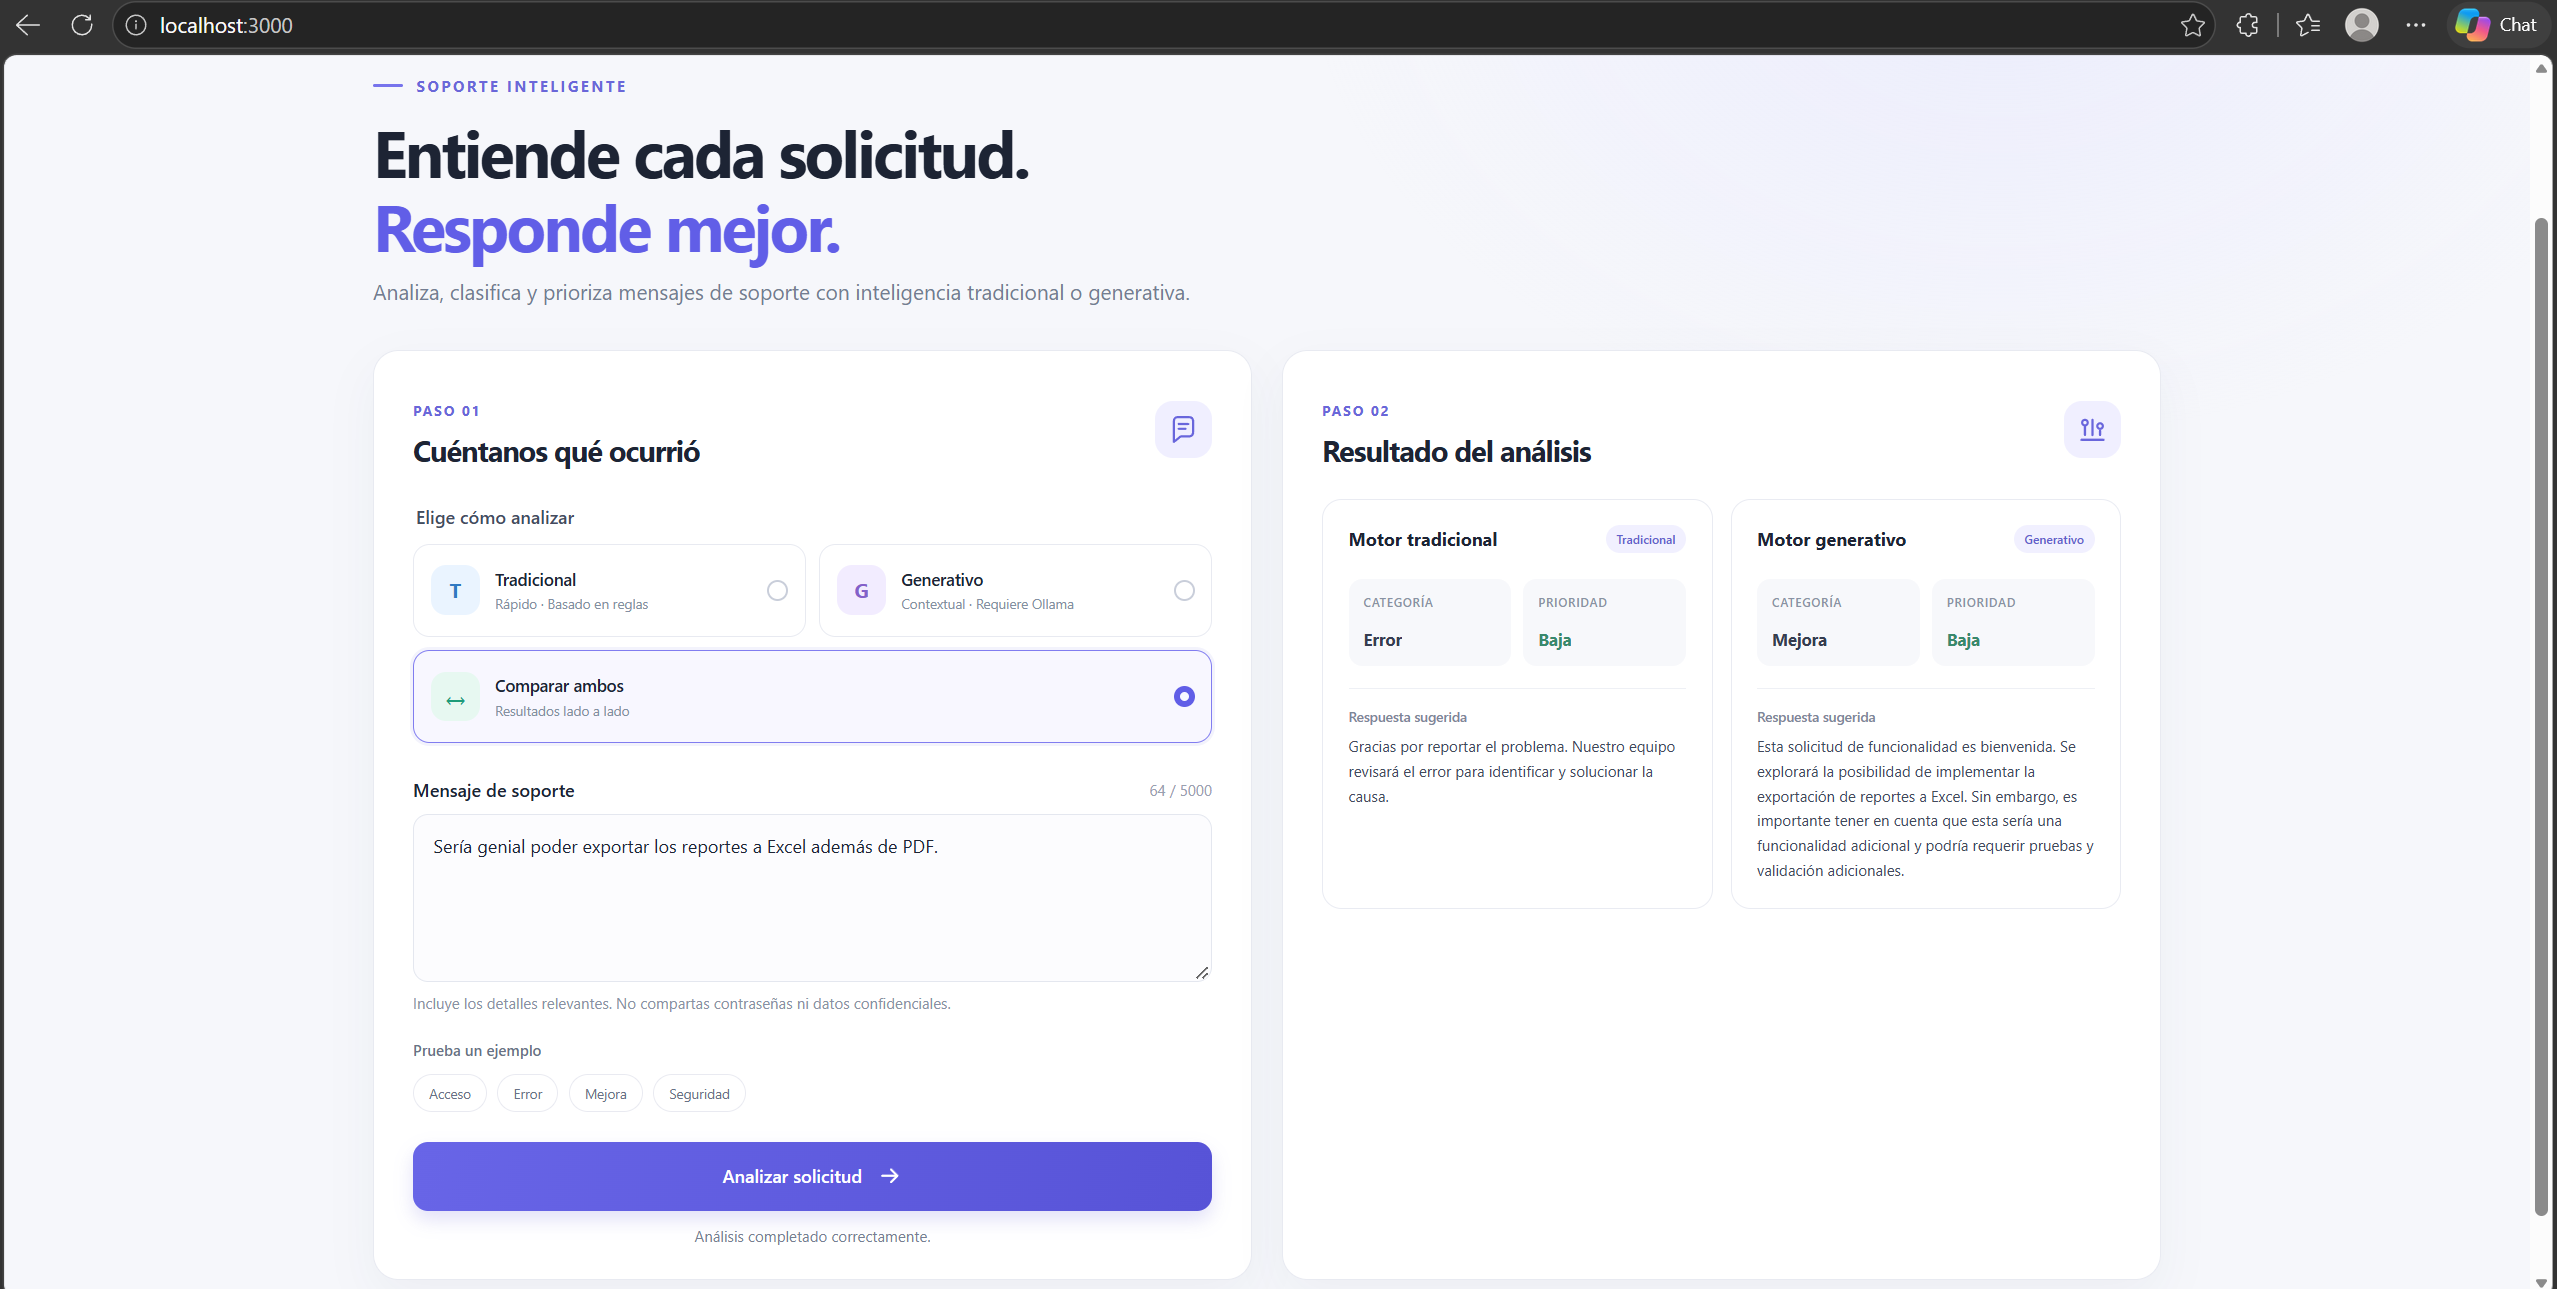 localhost:3000
Chat
SOPORTE INTELIGENTE
Entiende cada solicitud.
Responde mejor.
Analiza, clasifica y prioriza mensajes de soporte con inteligencia tradicional o generativa.
PASO 01
Cuéntanos qué ocurrió
Elige cómo analizar
T
Tradicional
Rápido · Basado en reglas
G
Generativo
Contextual · Requiere Ollama
Comparar ambos
Resultados lado a lado
Mensaje de soporte
64 / 5000
Sería genial poder exportar los reportes a Excel además de PDF.
Incluye los detalles relevantes. No compartas contraseñas ni datos confidenciales.
Prueba un ejemplo
Acceso
Error
Mejora
Seguridad
Analizar solicitud
Análisis completado correctamente.
PASO 02
Resultado del análisis
Motor tradicional
Tradicional
CATEGORÍA
Error
PRIORIDAD
Baja
Respuesta sugerida
Gracias por reportar el problema. Nuestro equipo
revisará el error para identificar y solucionar la
causa.
Motor generativo
Generativo
CATEGORÍA
Mejora
PRIORIDAD
Baja
Respuesta sugerida
Esta solicitud de funcionalidad es bienvenida. Se
explorará la posibilidad de implementar la
exportación de reportes a Excel. Sin embargo, es
importante tener en cuenta que esta sería una
funcionalidad adicional y podría requerir pruebas y
validación adicionales.